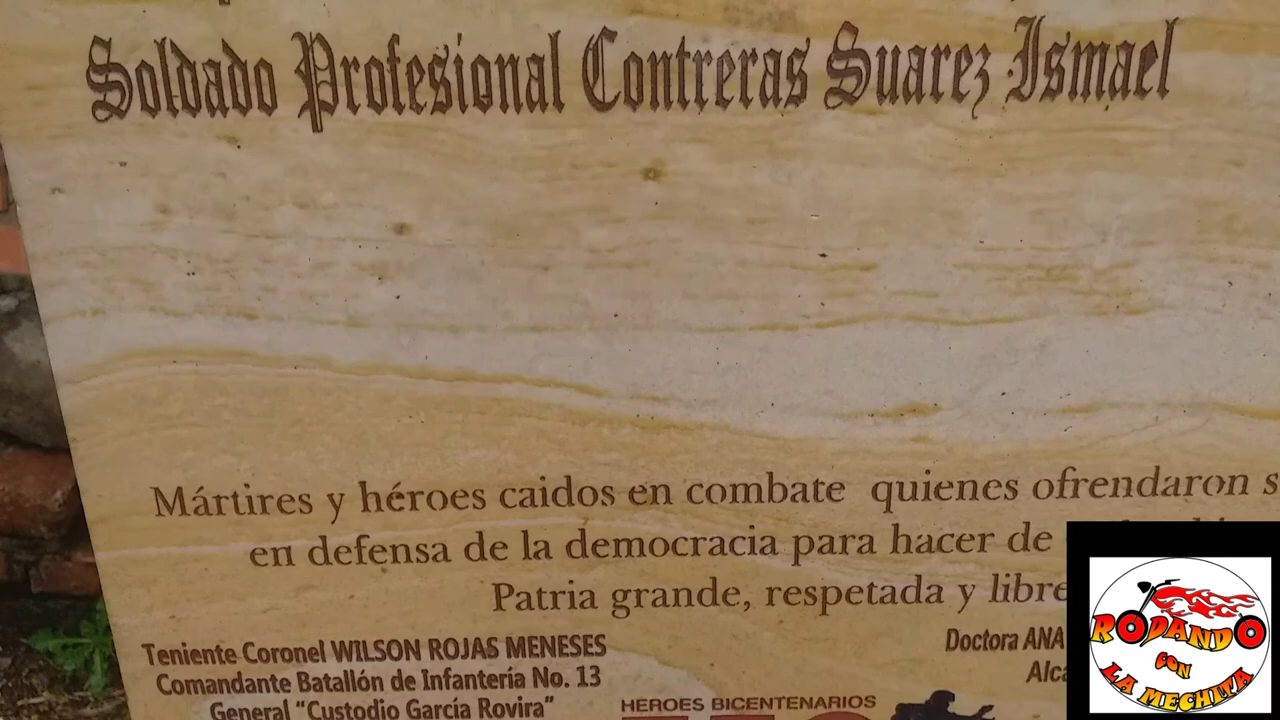 Soldado Profesional Contreras Suarez Ismael
Mártires y héroes caidos en combate quienes ofrendaron
en defensa de la democracia para hacer de
Patria grande, respetada y libre
Teniente Coronel WILSON ROJAS MENESES
Doctora ANA
Comandante Batallón de Infantería No. 13
General "Custodio García Rovira"
HEROES BICENTENARIOS
RODANDO
CON
LA MECHITA